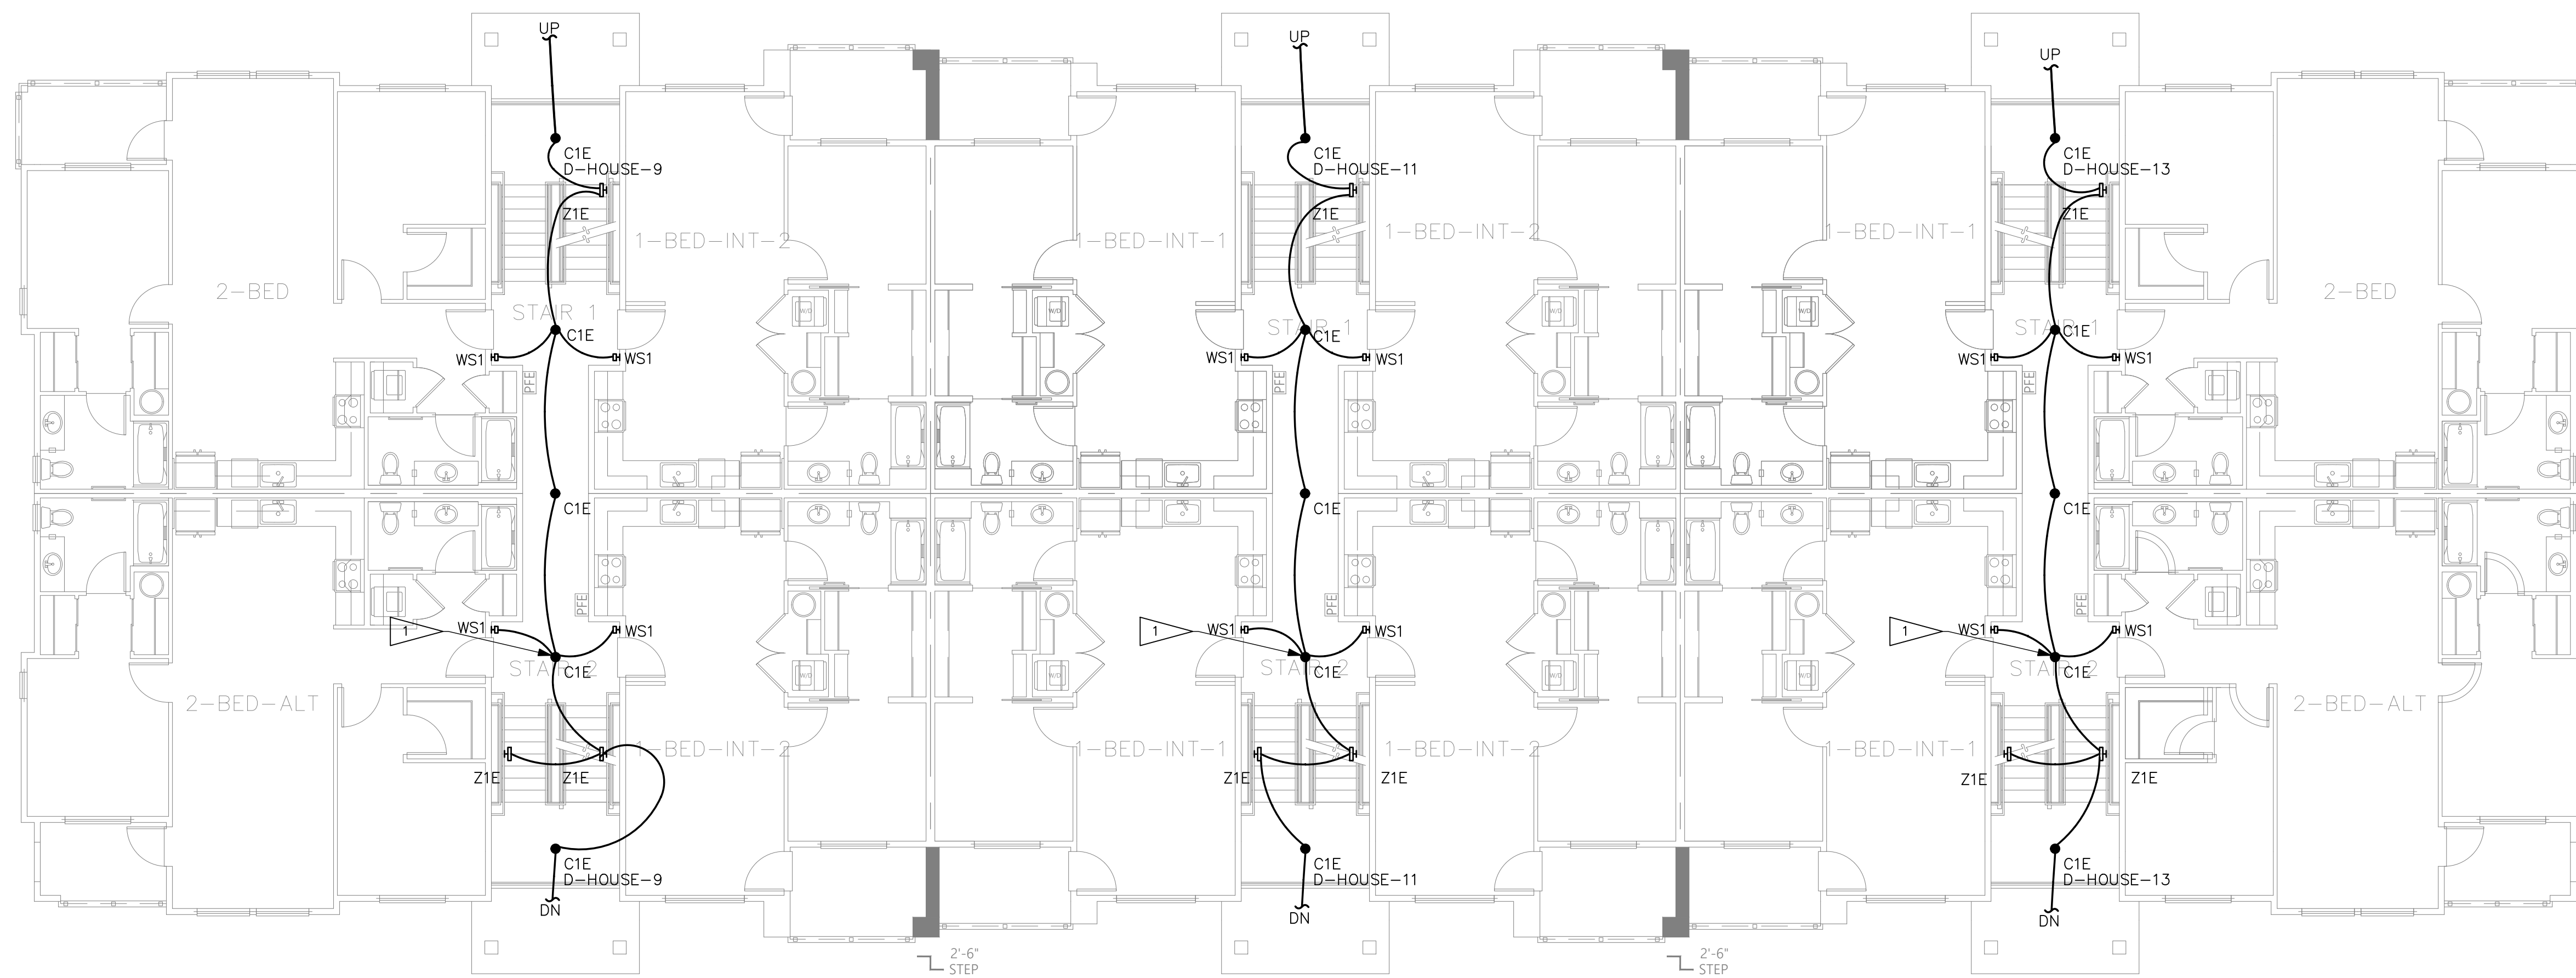 UP
UP
UP
C1E
D-HOUSE-9
C1E
D-HOUSE-11
C1E
D-HOUSE-13
Z1E
Z1E
Z1E
1-BED-INT-2
1-BED-INT-1
1-BED-INT-2
1-BED-INT-1
2-BED
2-BED
STAIR 1
STAIR 1
STAIR 1
W/D
W/D
W/D
W/D
C1E
C1E
C1E
WS1
WS1
WS1
WS1
WS1
WS1
PFE
PFE
PFE
C1E
C1E
C1E
PFE
PFE
PFE
1
WS1
WS1
1
WS1
WS1
1
WS1
WS1
STAIR 2
STAIR 2
STAIR 2
C1E
C1E
C1E
W/D
W/D
W/D
W/D
2-BED-ALT
2-BED-ALT
1-BED-INT-2
1-BED-INT-1
1-BED-INT-2
1-BED-INT-1
Z1E
Z1E
Z1E
Z1E
Z1E
Z1E
C1E
D-HOUSE-9
C1E
D-HOUSE-11
C1E
D-HOUSE-13
DN
DN
DN
2'-6"
STEP
2'-6"
STEP